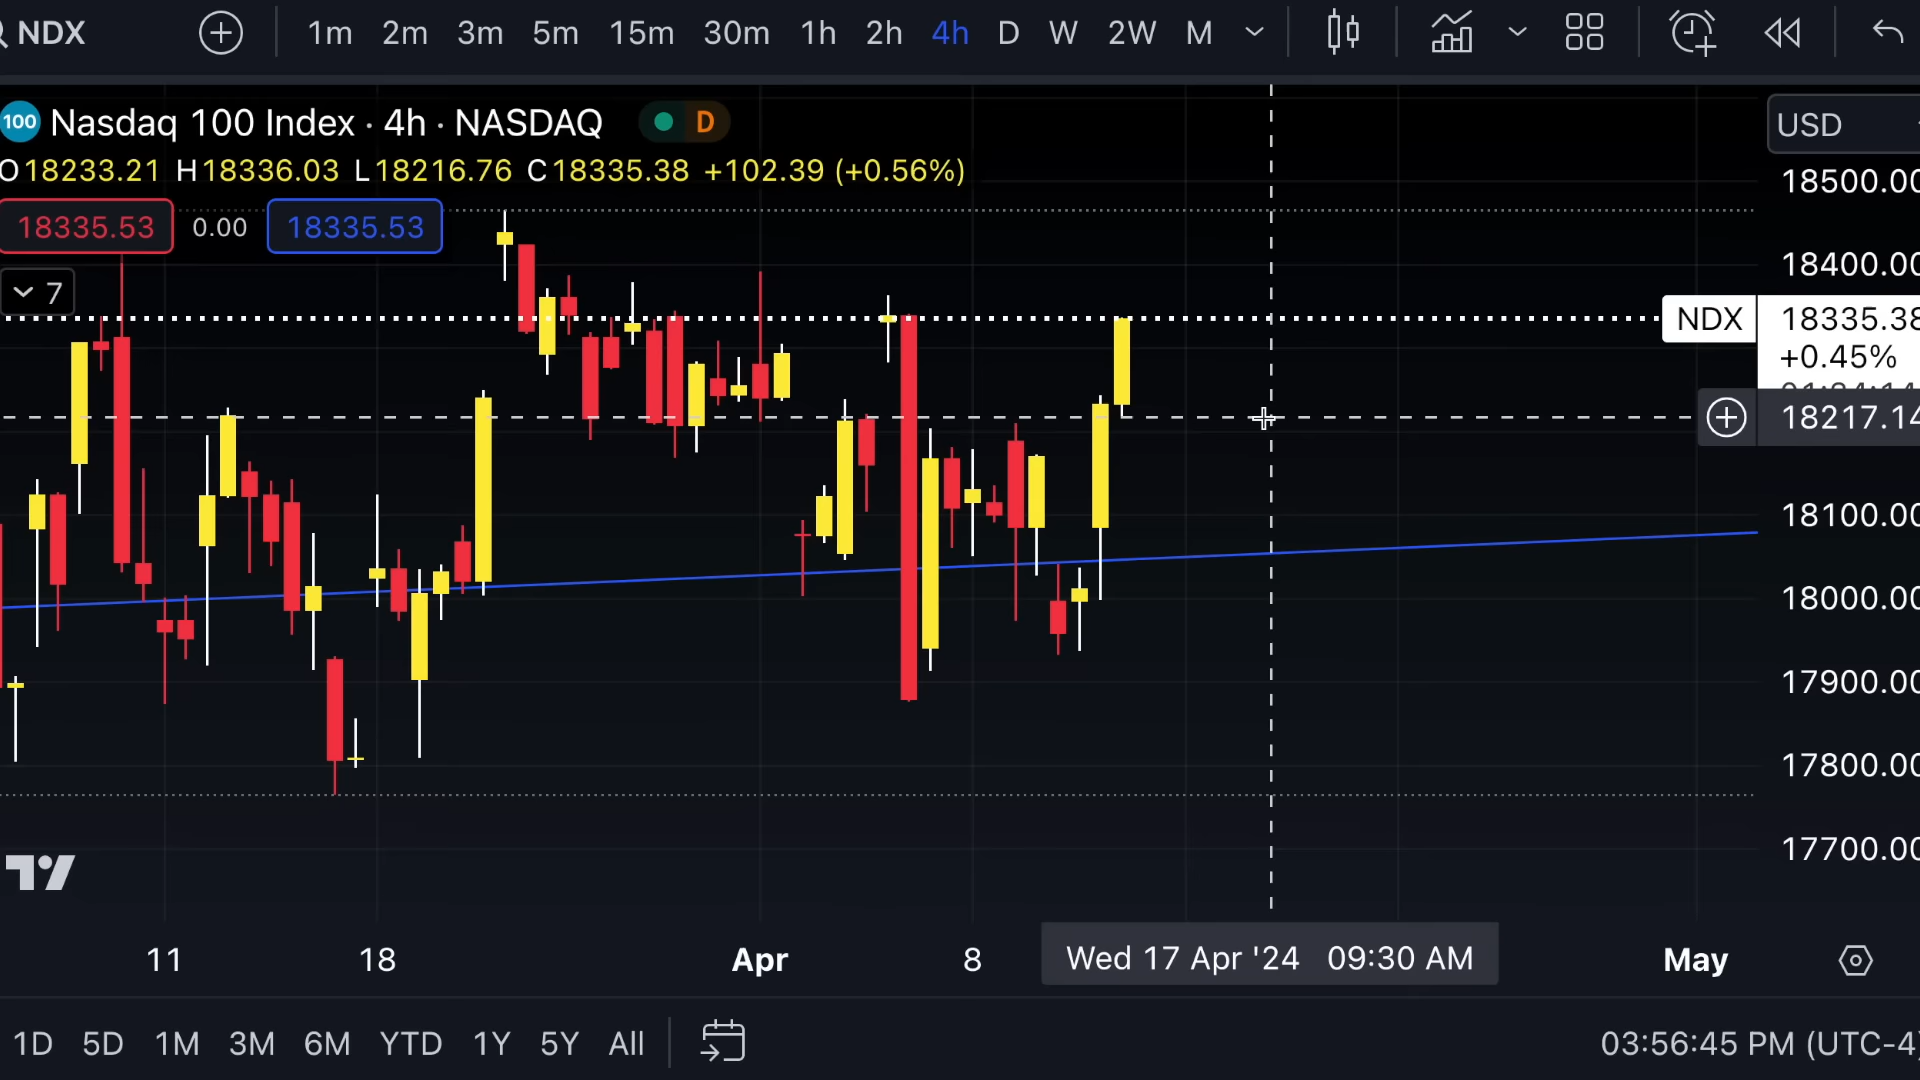 NDX 1m 2m 3m 5m 15m 30m 1h 2h 4h D W 2W M
100 Nasdaq 100 Index · 4h · NASDAQ D USD
O18233.21 H18336.03 L18216.76 C18335.38 +102.39 (+0.56%)
18500.00
18335.53 0.00 18335.53
18400.00
7
NDX 18335.38
+0.45%
18217.14
18100.00
18000.00
17900.00
17800.00
17700.00
11 18 Apr 8 Wed 17 Apr '24 09:30 AM May
1D 5D 1M 3M 6M YTD 1Y 5Y All 03:56:45 PM (UTC-4)